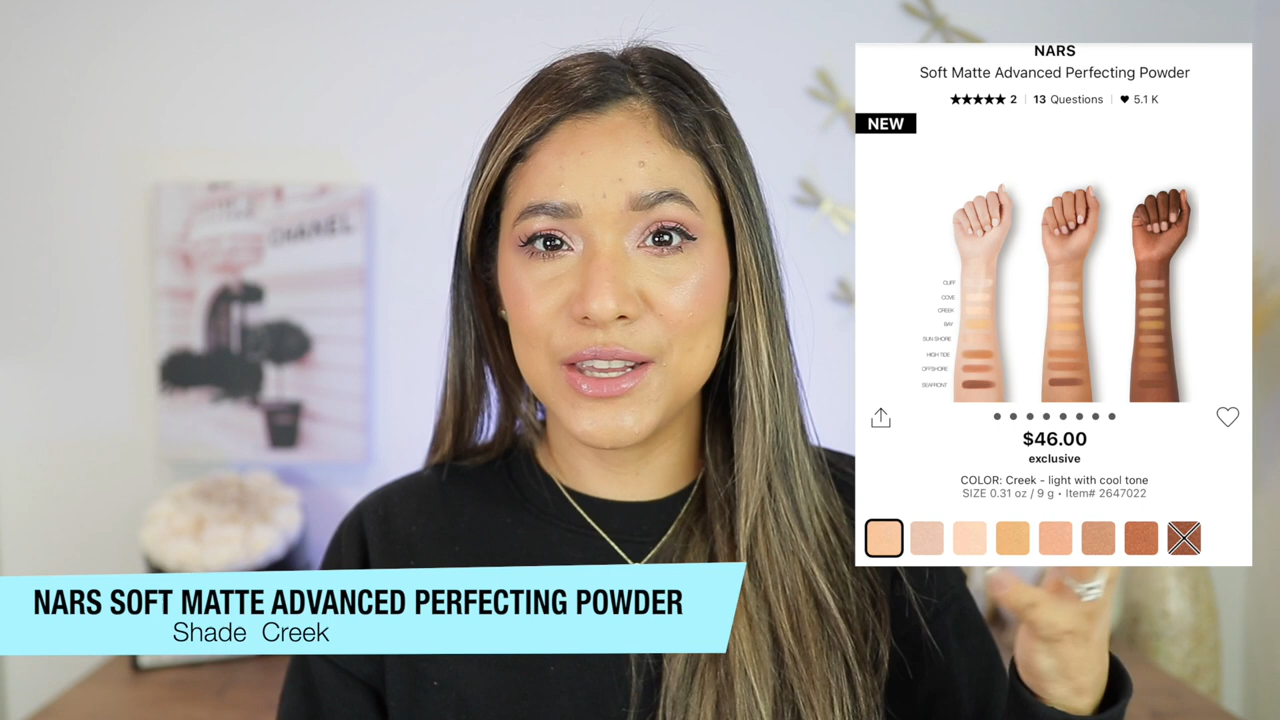 CHANEL
NARS
Soft Matte Advanced Perfecting Powder
★★★★★ 2 | 13 Questions | ♥ 5.1 K
NEW
CLIFF
COVE
CREEK
BAY
SUN SHORE
HIGH TIDE
OFFSHORE
SEAFRONT
$46.00
exclusive
COLOR: Creek - light with cool tone
SIZE 0.31 oz / 9 g • Item# 2647022
NARS SOFT MATTE ADVANCED PERFECTING POWDER
Shade Creek